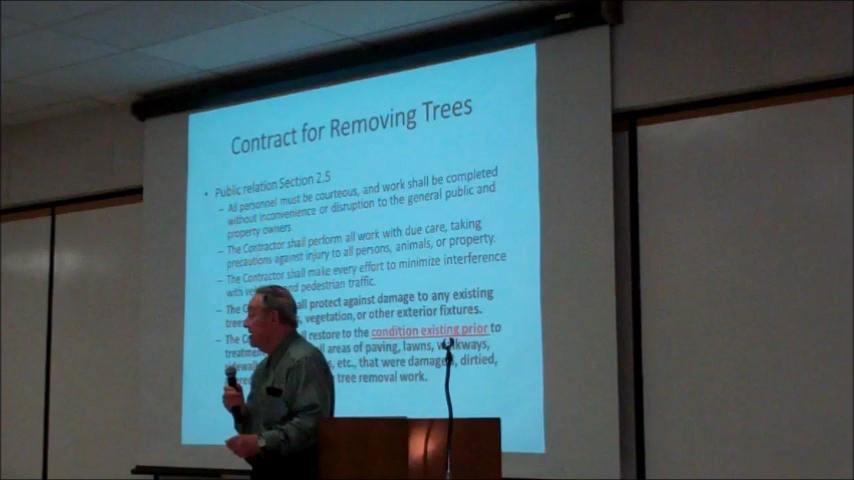 Contract for Removing Trees
• Public relation Section 2.5
– All personnel must be courteous, and work shall be completed
without inconvenience or disruption to the general public and
property owners.
– The Contractor shall perform all work with due care, taking
precautions against injury to all persons, animals, or property.
– The Contractor shall make every effort to minimize interference
with and pedestrian traffic.
– The shall protect against damage to any existing
vegetation, or other exterior fixtures.
– The restore to the condition existing prior to
all areas of paving, lawns, walkways,
etc., that were damaged, dirtied,
tree removal work.